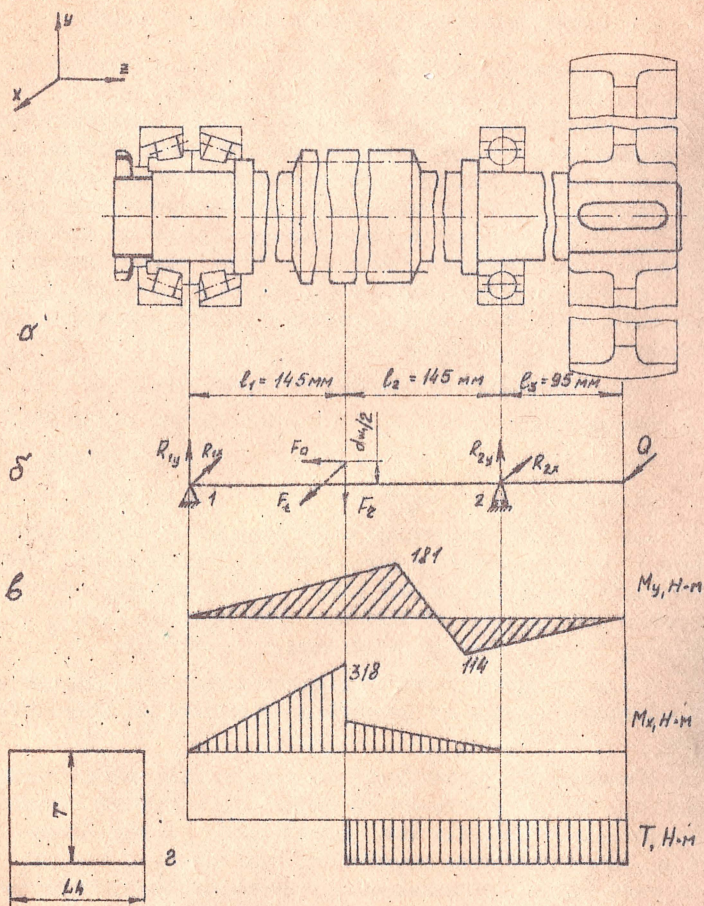 y
z
x
a
l₁ = 145 мм
l₂ = 145 мм
l₃ = 95 мм
б
R₁y
R₁x
1
Fa
Ft
Fr
dw₁/2
R₂y
R₂x
2
Q
в
181
114
My, Н·м
318
Mx, Н·м
T
Lh
г
T, Н·м